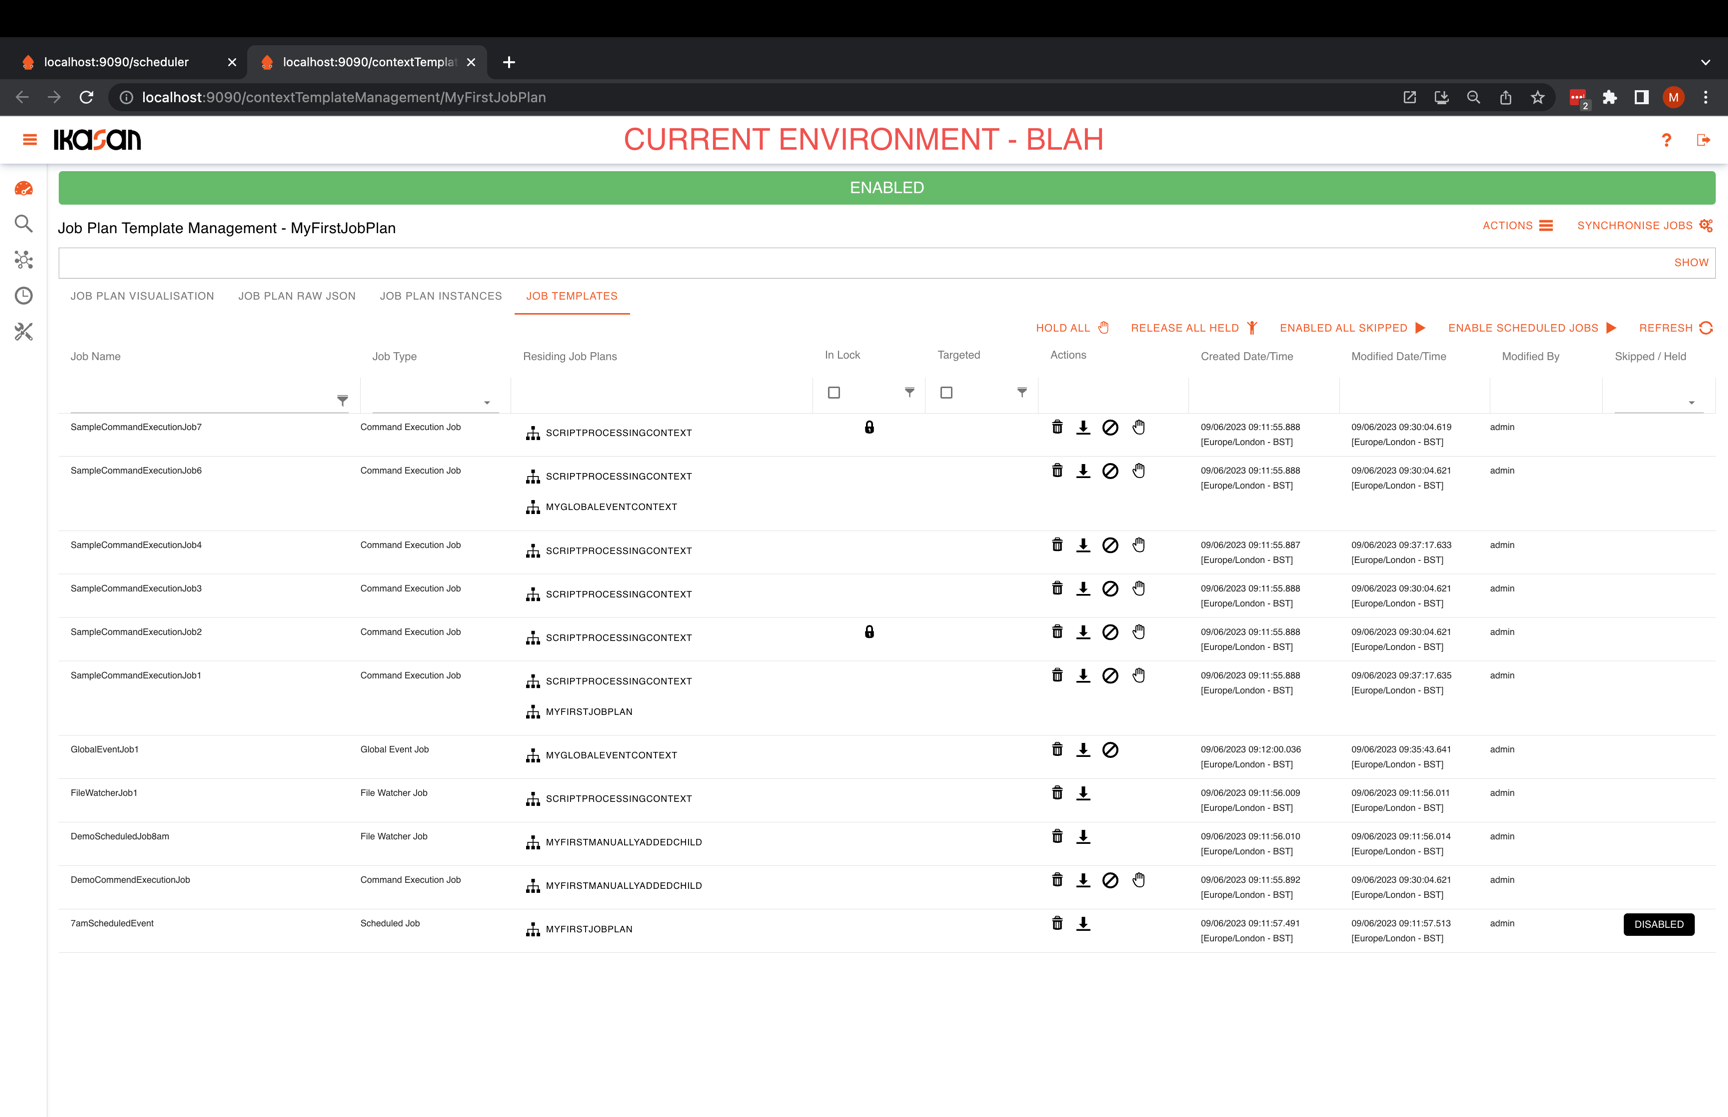 localhost:9090/scheduler
localhost:9090/contextTempla
localhost:9090/contextTemplateManagement/MyFirstJobPlan
2
M
IKASAN
CURRENT ENVIRONMENT - BLAH
?
ENABLED
Job Plan Template Management - MyFirstJobPlan
ACTIONS
SYNCHRONISE JOBS
SHOW
JOB PLAN VISUALISATION JOB PLAN RAW JSON JOB PLAN INSTANCES JOB TEMPLATES
HOLD ALL RELEASE ALL HELD ENABLED ALL SKIPPED ENABLE SCHEDULED JOBS REFRESH
Job Name Job Type Residing Job Plans In Lock Targeted Actions Created Date/Time Modified Date/Time Modified By Skipped / Held
SampleCommandExecutionJob7 Command Execution Job SCRIPTPROCESSINGCONTEXT 09/06/2023 09:11:55.888 09/06/2023 09:30:04.619 admin
[Europe/London - BST] [Europe/London - BST]
SampleCommandExecutionJob6 Command Execution Job SCRIPTPROCESSINGCONTEXT 09/06/2023 09:11:55.888 09/06/2023 09:30:04.621 admin
[Europe/London - BST] [Europe/London - BST]
MYGLOBALEVENTCONTEXT
SampleCommandExecutionJob4 Command Execution Job SCRIPTPROCESSINGCONTEXT 09/06/2023 09:11:55.887 09/06/2023 09:37:17.633 admin
[Europe/London - BST] [Europe/London - BST]
SampleCommandExecutionJob3 Command Execution Job SCRIPTPROCESSINGCONTEXT 09/06/2023 09:11:55.888 09/06/2023 09:30:04.621 admin
[Europe/London - BST] [Europe/London - BST]
SampleCommandExecutionJob2 Command Execution Job SCRIPTPROCESSINGCONTEXT 09/06/2023 09:11:55.888 09/06/2023 09:30:04.621 admin
[Europe/London - BST] [Europe/London - BST]
SampleCommandExecutionJob1 Command Execution Job SCRIPTPROCESSINGCONTEXT 09/06/2023 09:11:55.888 09/06/2023 09:37:17.635 admin
[Europe/London - BST] [Europe/London - BST]
MYFIRSTJOBPLAN
GlobalEventJob1 Global Event Job MYGLOBALEVENTCONTEXT 09/06/2023 09:12:00.036 09/06/2023 09:35:43.641 admin
[Europe/London - BST] [Europe/London - BST]
FileWatcherJob1 File Watcher Job SCRIPTPROCESSINGCONTEXT 09/06/2023 09:11:56.009 09/06/2023 09:11:56.011 admin
[Europe/London - BST] [Europe/London - BST]
DemoScheduledJob8am File Watcher Job MYFIRSTMANUALLYADDEDCHILD 09/06/2023 09:11:56.010 09/06/2023 09:11:56.014 admin
[Europe/London - BST] [Europe/London - BST]
DemoCommendExecutionJob Command Execution Job MYFIRSTMANUALLYADDEDCHILD 09/06/2023 09:11:55.892 09/06/2023 09:30:04.621 admin
[Europe/London - BST] [Europe/London - BST]
7amScheduledEvent Scheduled Job MYFIRSTJOBPLAN 09/06/2023 09:11:57.491 09/06/2023 09:11:57.513 admin DISABLED
[Europe/London - BST] [Europe/London - BST]